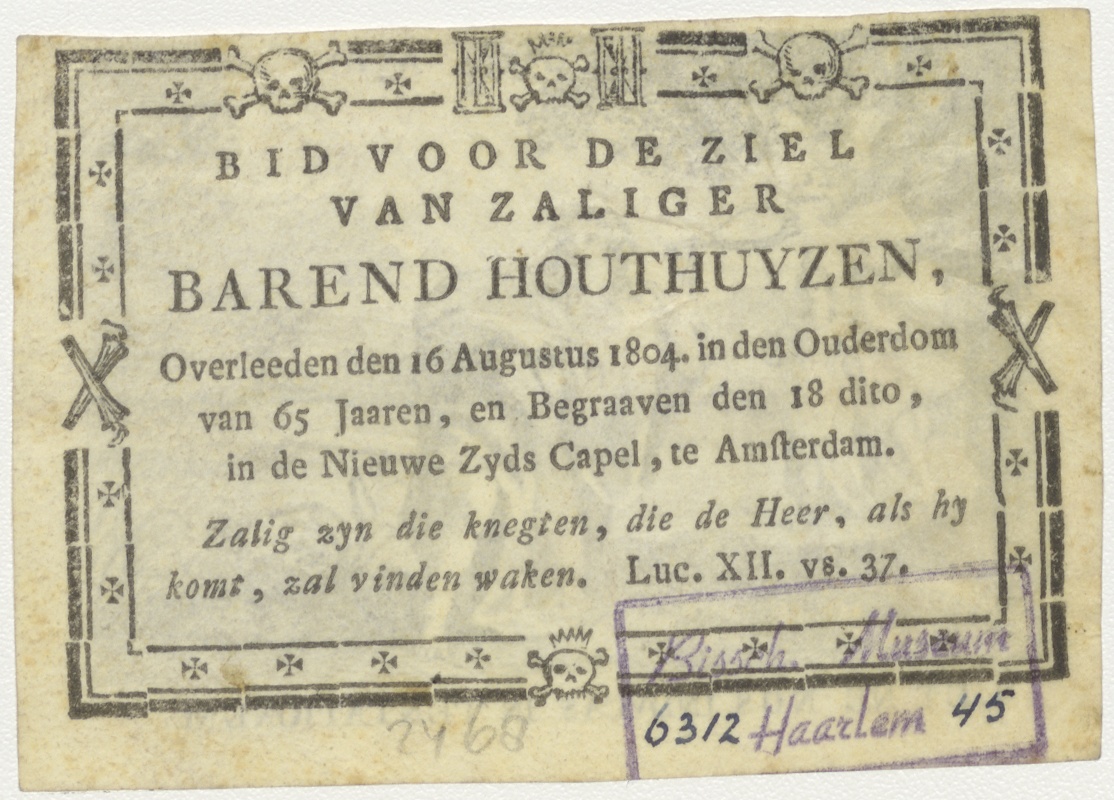 BID VOOR DE ZIEL
VAN ZALIGER
BAREND HOUTHUYZEN,
Overleeden den 16 Augustus 1804. in den Ouderdom
van 65 Jaaren, en Begraaven den 18 dito,
in de Nieuwe Zyds Capel, te Amſterdam.
Zalig zyn die knegten, die de Heer, als hy
komt, zal vinden waken. Luc. XII. vs. 37.
Bissch. Museum
6312 Haarlem 45
2468